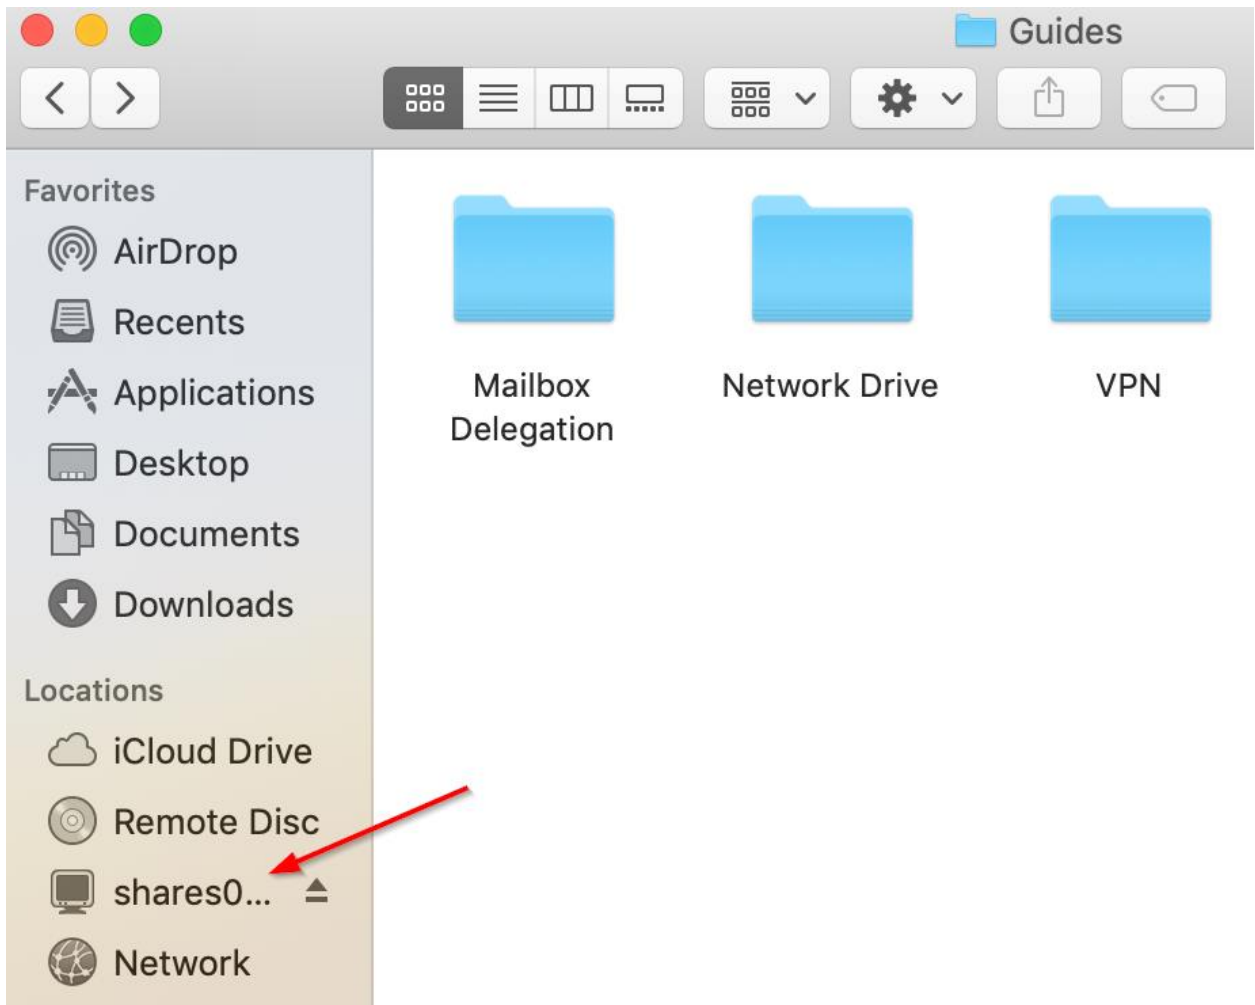 Guides
Favorites
AirDrop
Recents
Applications
Desktop
Documents
Downloads
Locations
iCloud Drive
Remote Disc
shares0...
Network
Mailbox
Delegation
Network Drive
VPN